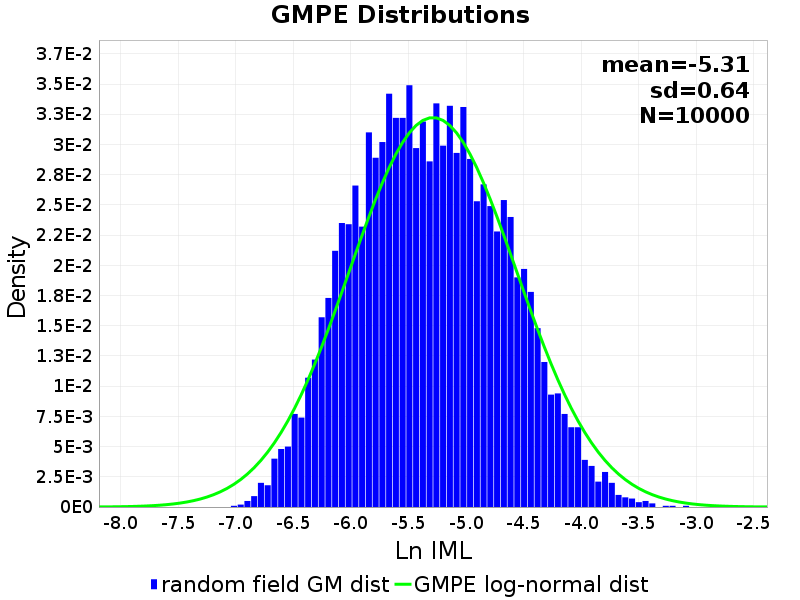 GMPE Distributions
mean=-5.31
sd=0.64
N=10000
Density
3.7E-2
3.5E-2
3.3E-2
3E-2
2.8E-2
2.5E-2
2.2E-2
2E-2
1.8E-2
1.5E-2
1.3E-2
1E-2
7.5E-3
5E-3
2.5E-3
0E0
-8.0 -7.5 -7.0 -6.5 -6.0 -5.5 -5.0 -4.5 -4.0 -3.5 -3.0 -2.5
Ln IML
random field GM dist GMPE log-normal dist